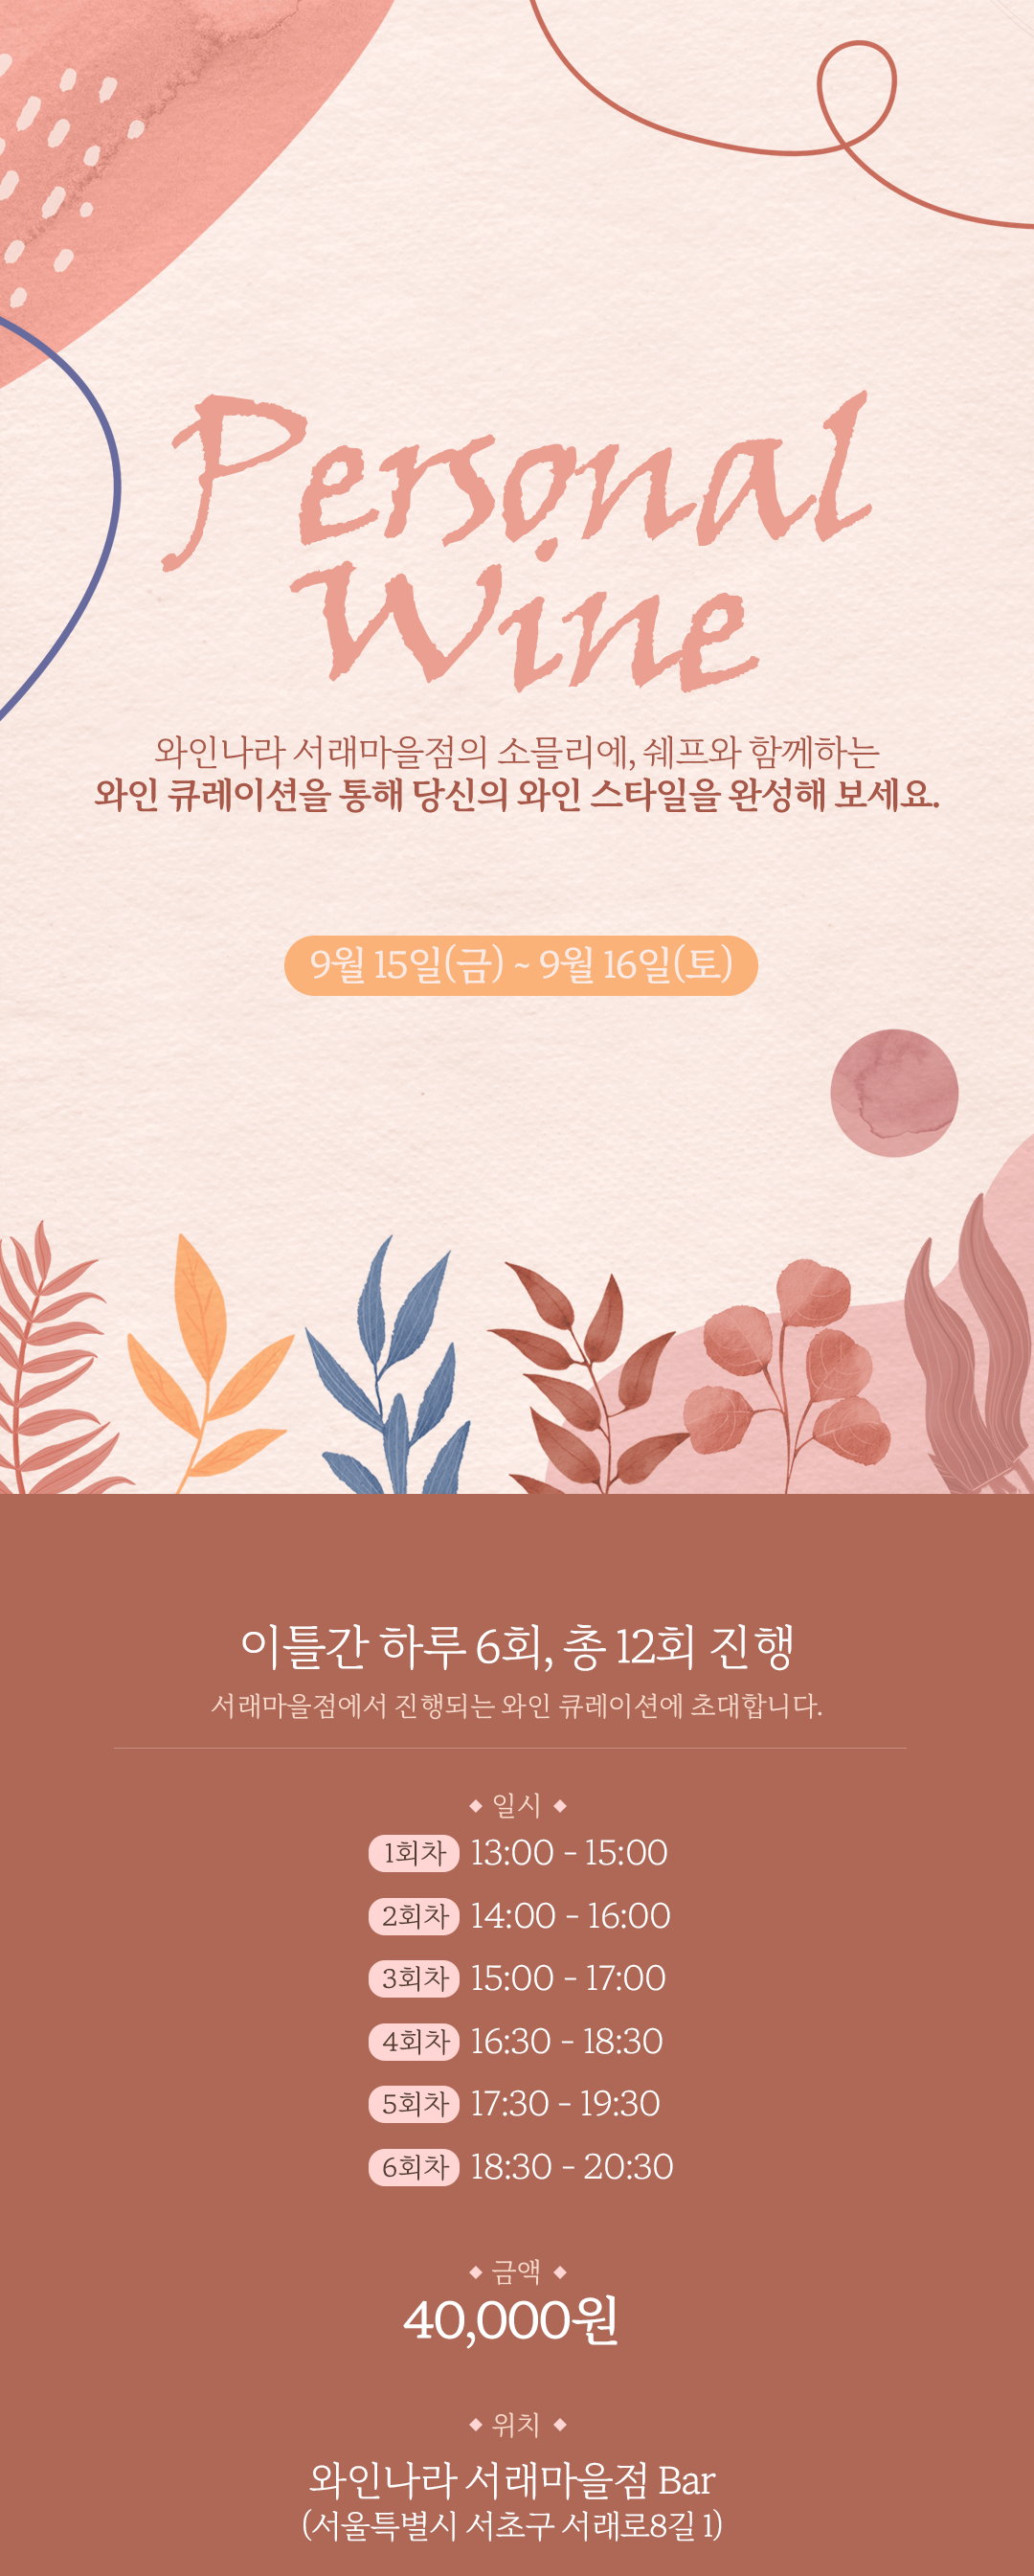 Personal
Wine
와인나라 서래마을점의 소믈리에, 쉐프와 함께하는
와인 큐레이션을 통해 당신의 와인 스타일을 완성해 보세요.
9월 15일(금) ~ 9월 16일(토)
이틀간 하루 6회, 총 12회 진행
서래마을점에서 진행되는 와인 큐레이션에 초대합니다.
◆ 일시 ◆
1회차 13:00 - 15:00
2회차 14:00 - 16:00
3회차 15:00 - 17:00
4회차 16:30 - 18:30
5회차 17:30 - 19:30
6회차 18:30 - 20:30
◆ 금액 ◆
40,000원
◆ 위치 ◆
와인나라 서래마을점 Bar
(서울특별시 서초구 서래로8길 1)